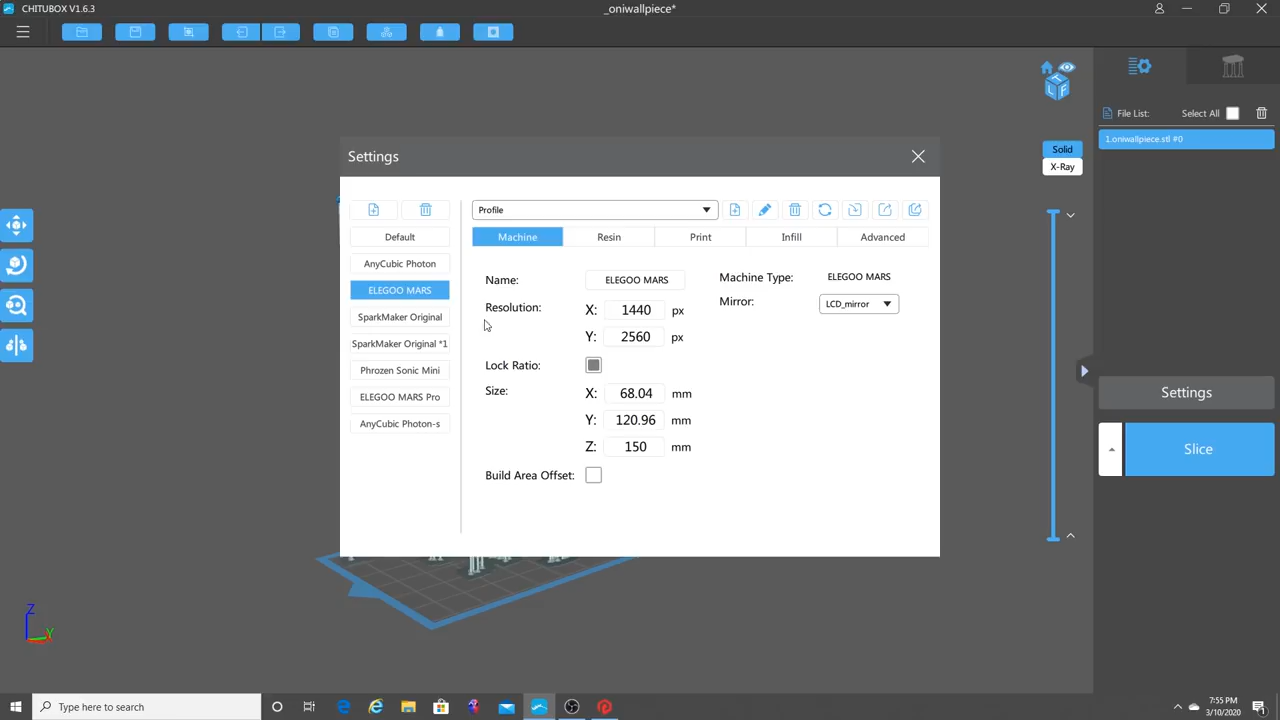 CHITUBOX V1.6.3
_oniwallpiece*
File List:
Select All
1.oniwallpiece.stl #0
Solid
X-Ray
T
L F
Settings
Default
AnyCubic Photon
ELEGOO MARS
SparkMaker Original
SparkMaker Original *1
Phrozen Sonic Mini
ELEGOO MARS Pro
AnyCubic Photon-s
Profile
Machine
Resin
Print
Infill
Advanced
Name:
ELEGOO MARS
Resolution:
X: 1440 px
Y: 2560 px
Lock Ratio:
Size:
X: 68.04 mm
Y: 120.96 mm
Z: 150 mm
Build Area Offset:
Machine Type:
ELEGOO MARS
Mirror:
LCD_mirror
Settings
Slice
Z
Y
Type here to search
7:55 PM
3/10/2020
1